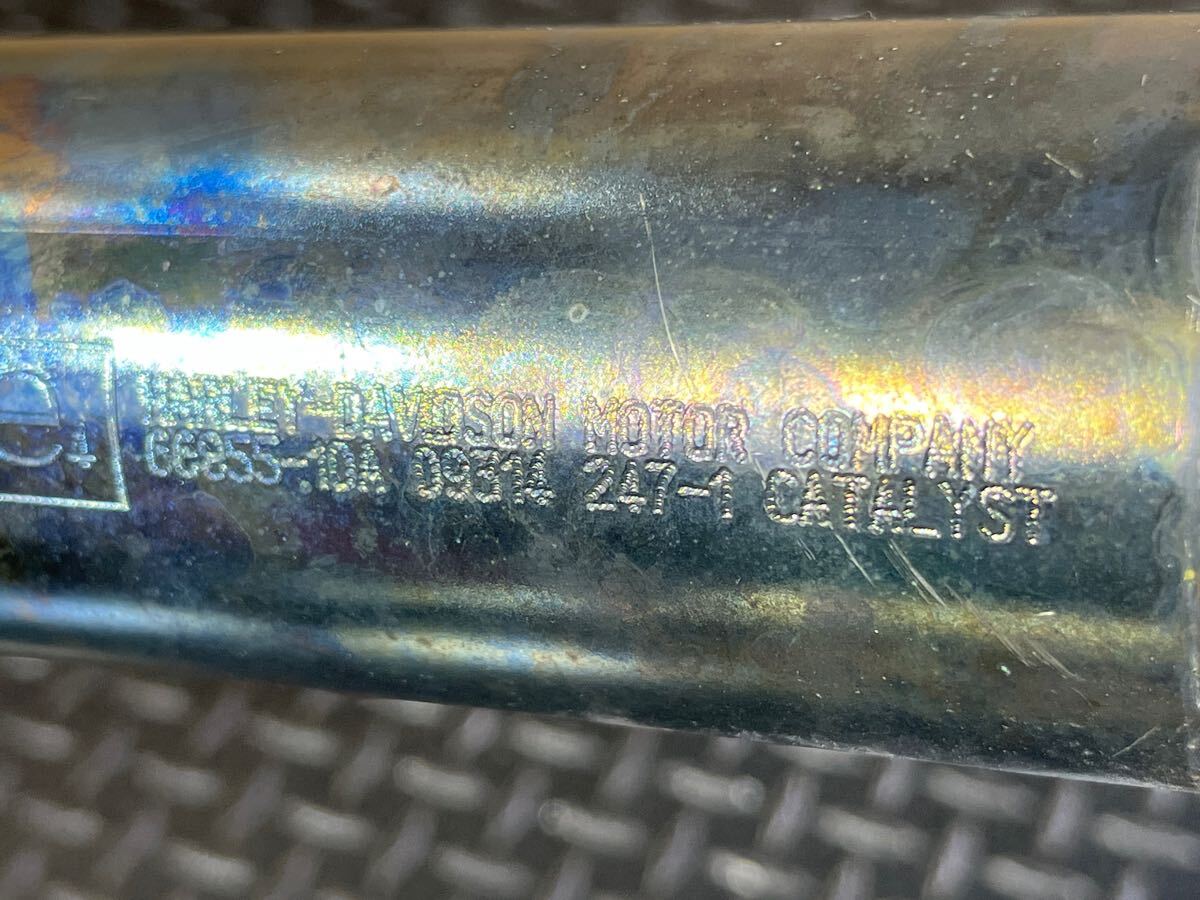 HARLEY-DAVIDSON MOTOR COMPANY
66855-10A 09314 247-1 CATALYST